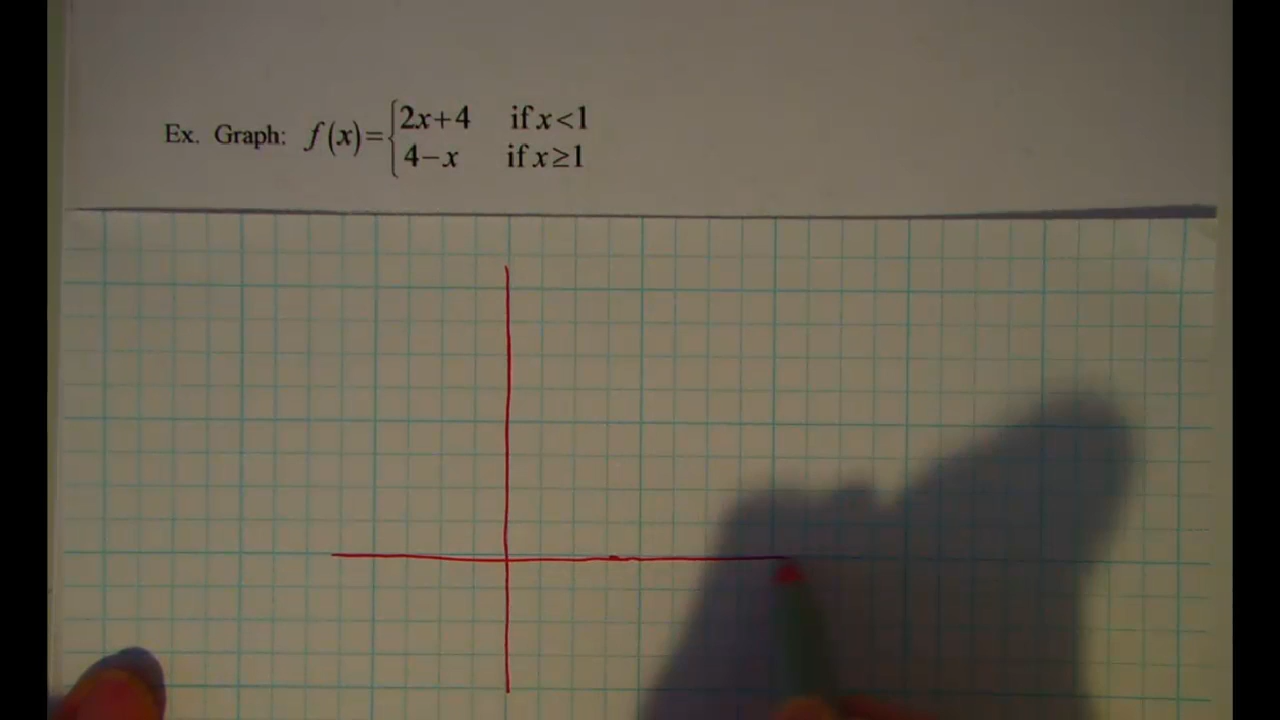 Ex. Graph: f(x)={2x+4 if x<1
4−x if x≥1